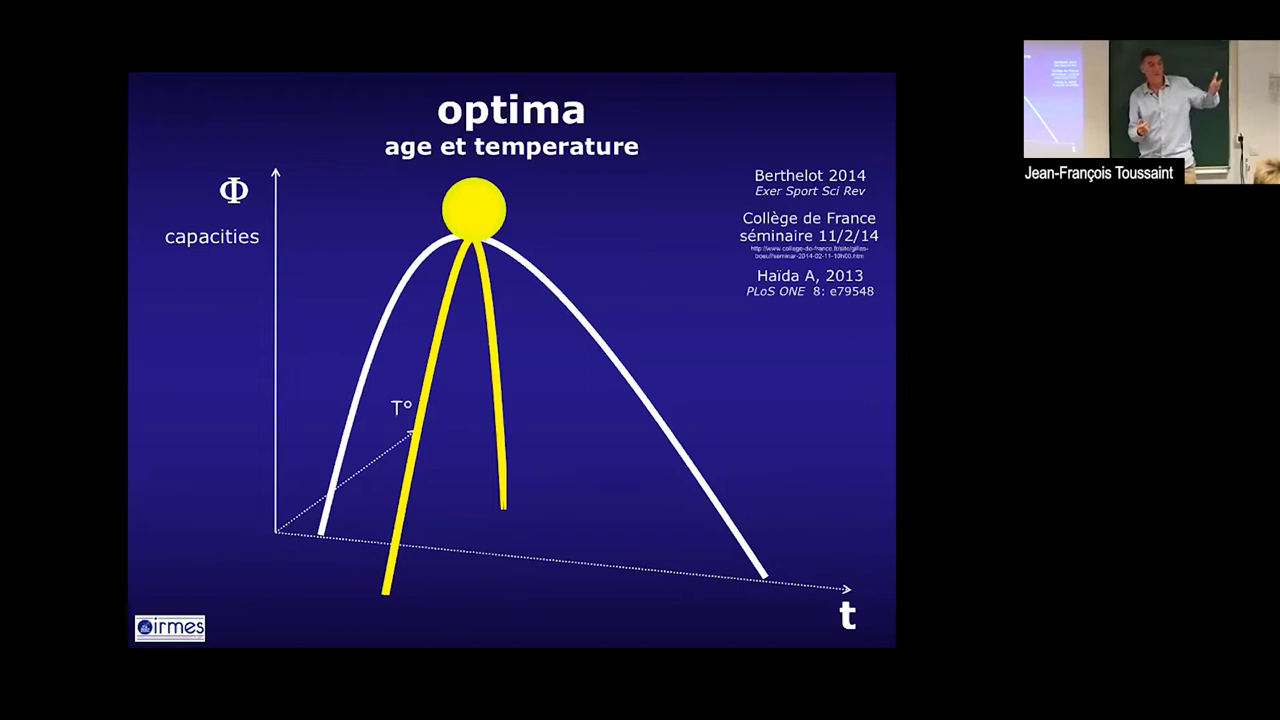 optima
age et temperature
Φ
capacities
Berthelot 2014
Exer Sport Sci Rev
Collège de France
séminaire 11/2/14
http://www.college-de-france.fr/site/gilles-
boeuf/seminar-2014-02-11-10h00.htm
Haïda A, 2013
PLoS ONE 8: e79548
T°
t
irmes
Jean-François Toussaint